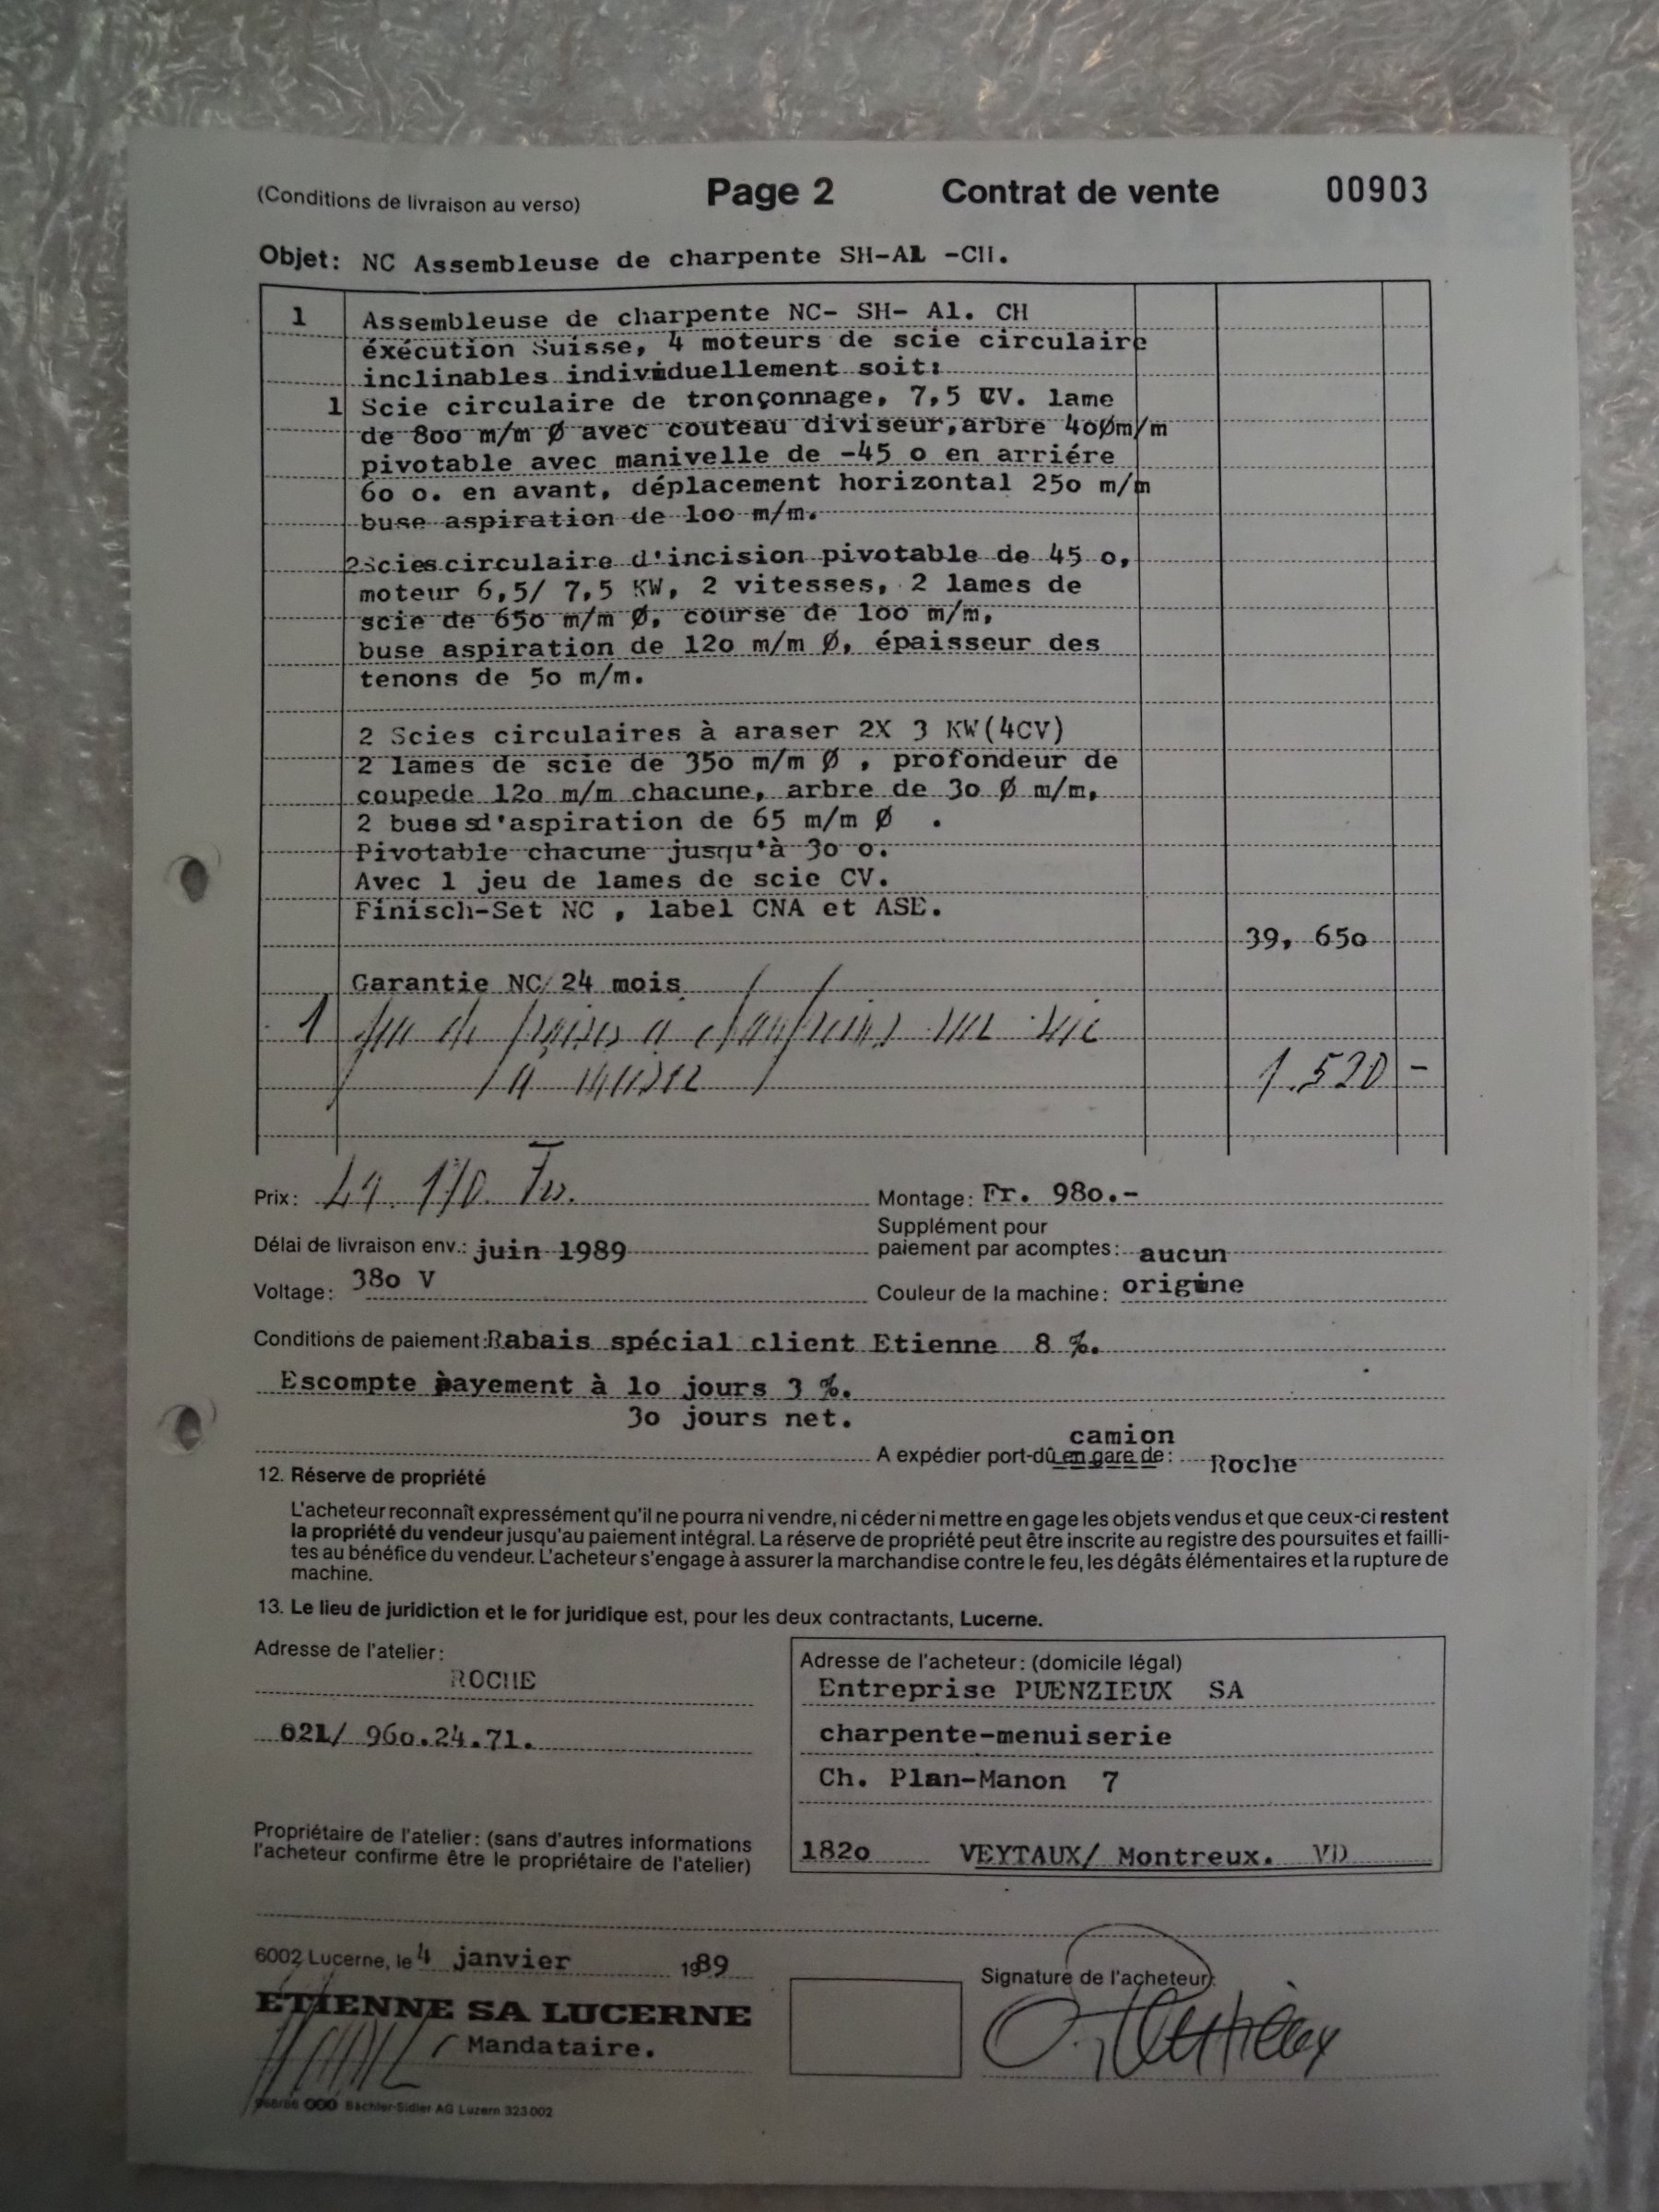 (Conditions de livraison au verso) Page 2 Contrat de vente 00903
Objet: NC Assembleuse de charpente SH-AL -CH.
1 Assembleuse de charpente NC- SH- Al. CH
éxécution Suisse, 4 moteurs de scie circulaire
inclinables individuellement soit:
1 Scie circulaire de tronçonnage, 7,5 CV. lame
de 800 m/m Ø avec couteau diviseur, arbre 40Øm/m
pivotable avec manivelle de -45 o en arriére
60 o. en avant, déplacement horizontal 250 m/m
buse aspiration de 100 m/m.
2Scies circulaire d'incision pivotable de 45 o,
moteur 6,5/ 7,5 KW, 2 vitesses, 2 lames de
scie de 650 m/m Ø, course de 100 m/m,
buse aspiration de 120 m/m Ø, épaisseur des
tenons de 50 m/m.
2 Scies circulaires à araser 2X 3 KW(4CV)
2 lames de scie de 350 m/m Ø , profondeur de
coupede 120 m/m chacune, arbre de 30 Ø m/m,
2 buses d'aspiration de 65 m/m Ø .
Pivotable chacune jusqu'à 30 o.
Avec 1 jeu de lames de scie CV.
Finisch-Set NC , label CNA et ASE.
39, 650
Garantie NC/ 24 mois
1 jeu de
1.520 -
Prix: 41.170. Fr. Montage: Fr. 980.-
Supplément pour
Délai de livraison env.: juin 1989 paiement par acomptes: aucun
Voltage: 380 V Couleur de la machine: origine
Conditions de paiement: Rabais spécial client Etienne 8 %.
Escompte payement à 10 jours 3 %.
30 jours net.
camion
A expédier port-dû en gare de: Roche
12. Réserve de propriété
L'acheteur reconnaît expressément qu'il ne pourra ni vendre, ni céder ni mettre en gage les objets vendus et que ceux-ci restent
la propriété du vendeur jusqu'au paiement intégral. La réserve de propriété peut être inscrite au registre des poursuites et failli-
tes au bénéfice du vendeur. L'acheteur s'engage à assurer la marchandise contre le feu, les dégâts élémentaires et la rupture de
machine.
13. Le lieu de juridiction et le for juridique est, pour les deux contractants, Lucerne.
Adresse de l'atelier:
ROCHE
021/ 960.24.71.
Adresse de l'acheteur: (domicile légal)
Entreprise PUENZIEUX SA
charpente-menuiserie
Ch. Plan-Manon 7
1820 VEYTAUX/ Montreux. VD
Propriétaire de l'atelier: (sans d'autres informations
l'acheteur confirme être le propriétaire de l'atelier)
6002 Lucerne, le 4 janvier 1989
ETIENNE SA LUCERNE
Mandataire.
Signature de l'acheteur:
000 Bächler-Sidler AG Luzern 323 002